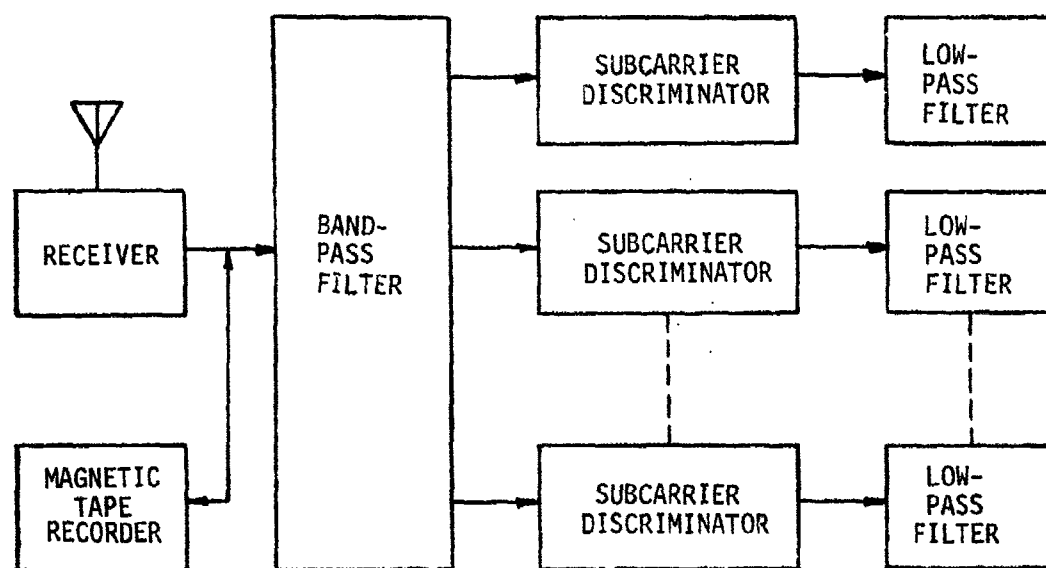 SUBCARRIER
DISCRIMINATOR
LOW-
PASS
FILTER
RECEIVER
BAND-
PASS
FILTER
SUBCARRIER
DISCRIMINATOR
LOW-
PASS
FILTER
MAGNETIC
TAPE
RECORDER
SUBCARRIER
DISCRIMINATOR
LOW-
PASS
FILTER